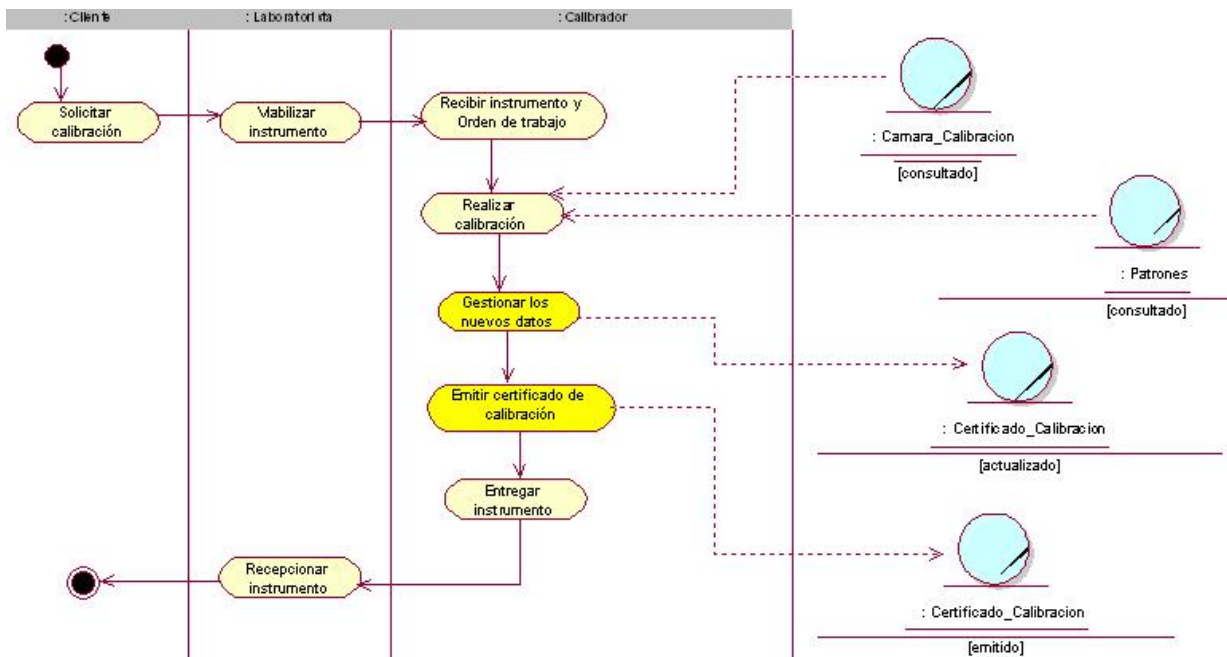 : Cliente
: Laboratorista
: Calibrador
Solicitar
calibración
Viabilizar
instrumento
Recibir instrumento y
Orden de trabajo
: Camara_Calibracion
[consultado]
Realizar
calibración
: Patrones
[consultado]
Gestionar los
nuevos datos
Emitir certificado de
calibración
: Certificado_Calibracion
[actualizado]
Entregar
instrumento
Recepcionar
instrumento
: Certificado_Calibracion
[emitido]